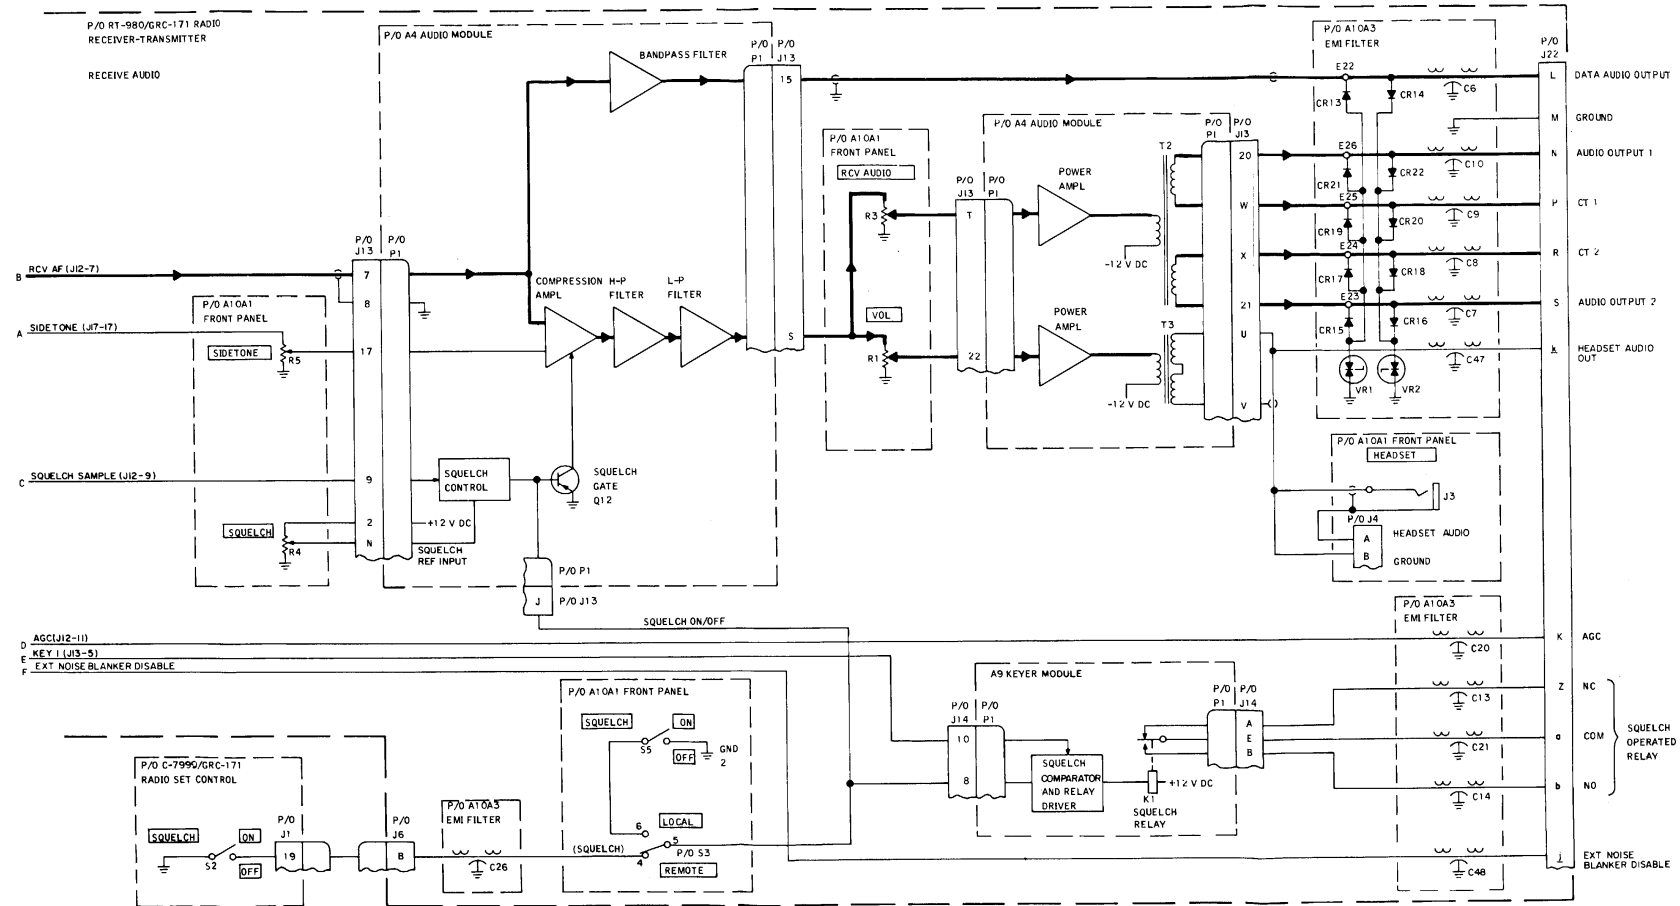 P/O RT-980/GRC-171 RADIO
RECEIVER-TRANSMITTER
RECEIVE AUDIO
P/O A4 AUDIO MODULE
BANDPASS FILTER
P/O P/O
P1 J13
15
S
P/O A10A3
EMI FILTER
P/O
J22
E22
CR13
CR14
C6
L
DATA AUDIO OUTPUT
M
GROUND
E26
CR21
CR22
C10
N
AUDIO OUTPUT 1
E25
CR19
CR20
C9
P
CT 1
E24
CR17
CR18
C8
R
CT 2
E23
CR15
CR16
C7
S
AUDIO OUTPUT 2
C47
k
HEADSET AUDIO
OUT
VR1
VR2
P/O A10A1
FRONT PANEL
RCV AUDIO
R3
VOL
R1
P/O A4 AUDIO MODULE
P/O P/O
J13 P1
T
22
POWER
AMPL
-12 V DC
T2
POWER
AMPL
-12 V DC
T3
P/O P/O
P1 J13
20
W
X
21
U
V
B RCV AF (J12-7)
P/O P/O
J13 P1
7
8
17
9
2
N
COMPRESSION
AMPL
H-P
FILTER
L-P
FILTER
A SIDETONE (J17-17)
P/O A10A1
FRONT PANEL
SIDETONE
R5
C SQUELCH SAMPLE (J12-9)
SQUELCH
R4
SQUELCH
CONTROL
+12 V DC
SQUELCH
REF INPUT
SQUELCH
GATE
Q12
P/O P1
J
P/O J13
SQUELCH ON/OFF
P/O A10A1 FRONT PANEL
HEADSET
J3
P/O J4
A
HEADSET AUDIO
B
GROUND
D AGC(J12-11)
E KEY 1 (J13-5)
F EXT NOISE BLANKER DISABLE
P/O A10A3
EMI FILTER
C20
K
AGC
C13
Z
NC
C21
a
COM
C14
b
NO
SQUELCH
OPERATED
RELAY
C48
j
EXT NOISE
BLANKER DISABLE
A9 KEYER MODULE
P/O P/O
J14 P1
10
8
SQUELCH
COMPARATOR
AND RELAY
DRIVER
+12 V DC
K1
SQUELCH
RELAY
P/O P/O
P1 J14
A
E
B
P/O A10A1 FRONT PANEL
SQUELCH
ON
S5
OFF
GND
2
6
LOCAL
5
P/O S3
4
REMOTE
(SQUELCH)
P/O C-7999/GRC-171
RADIO SET CONTROL
SQUELCH
ON
S2
OFF
P/O
J1
19
P/O
J6
B
P/O A10A3
EMI FILTER
C26